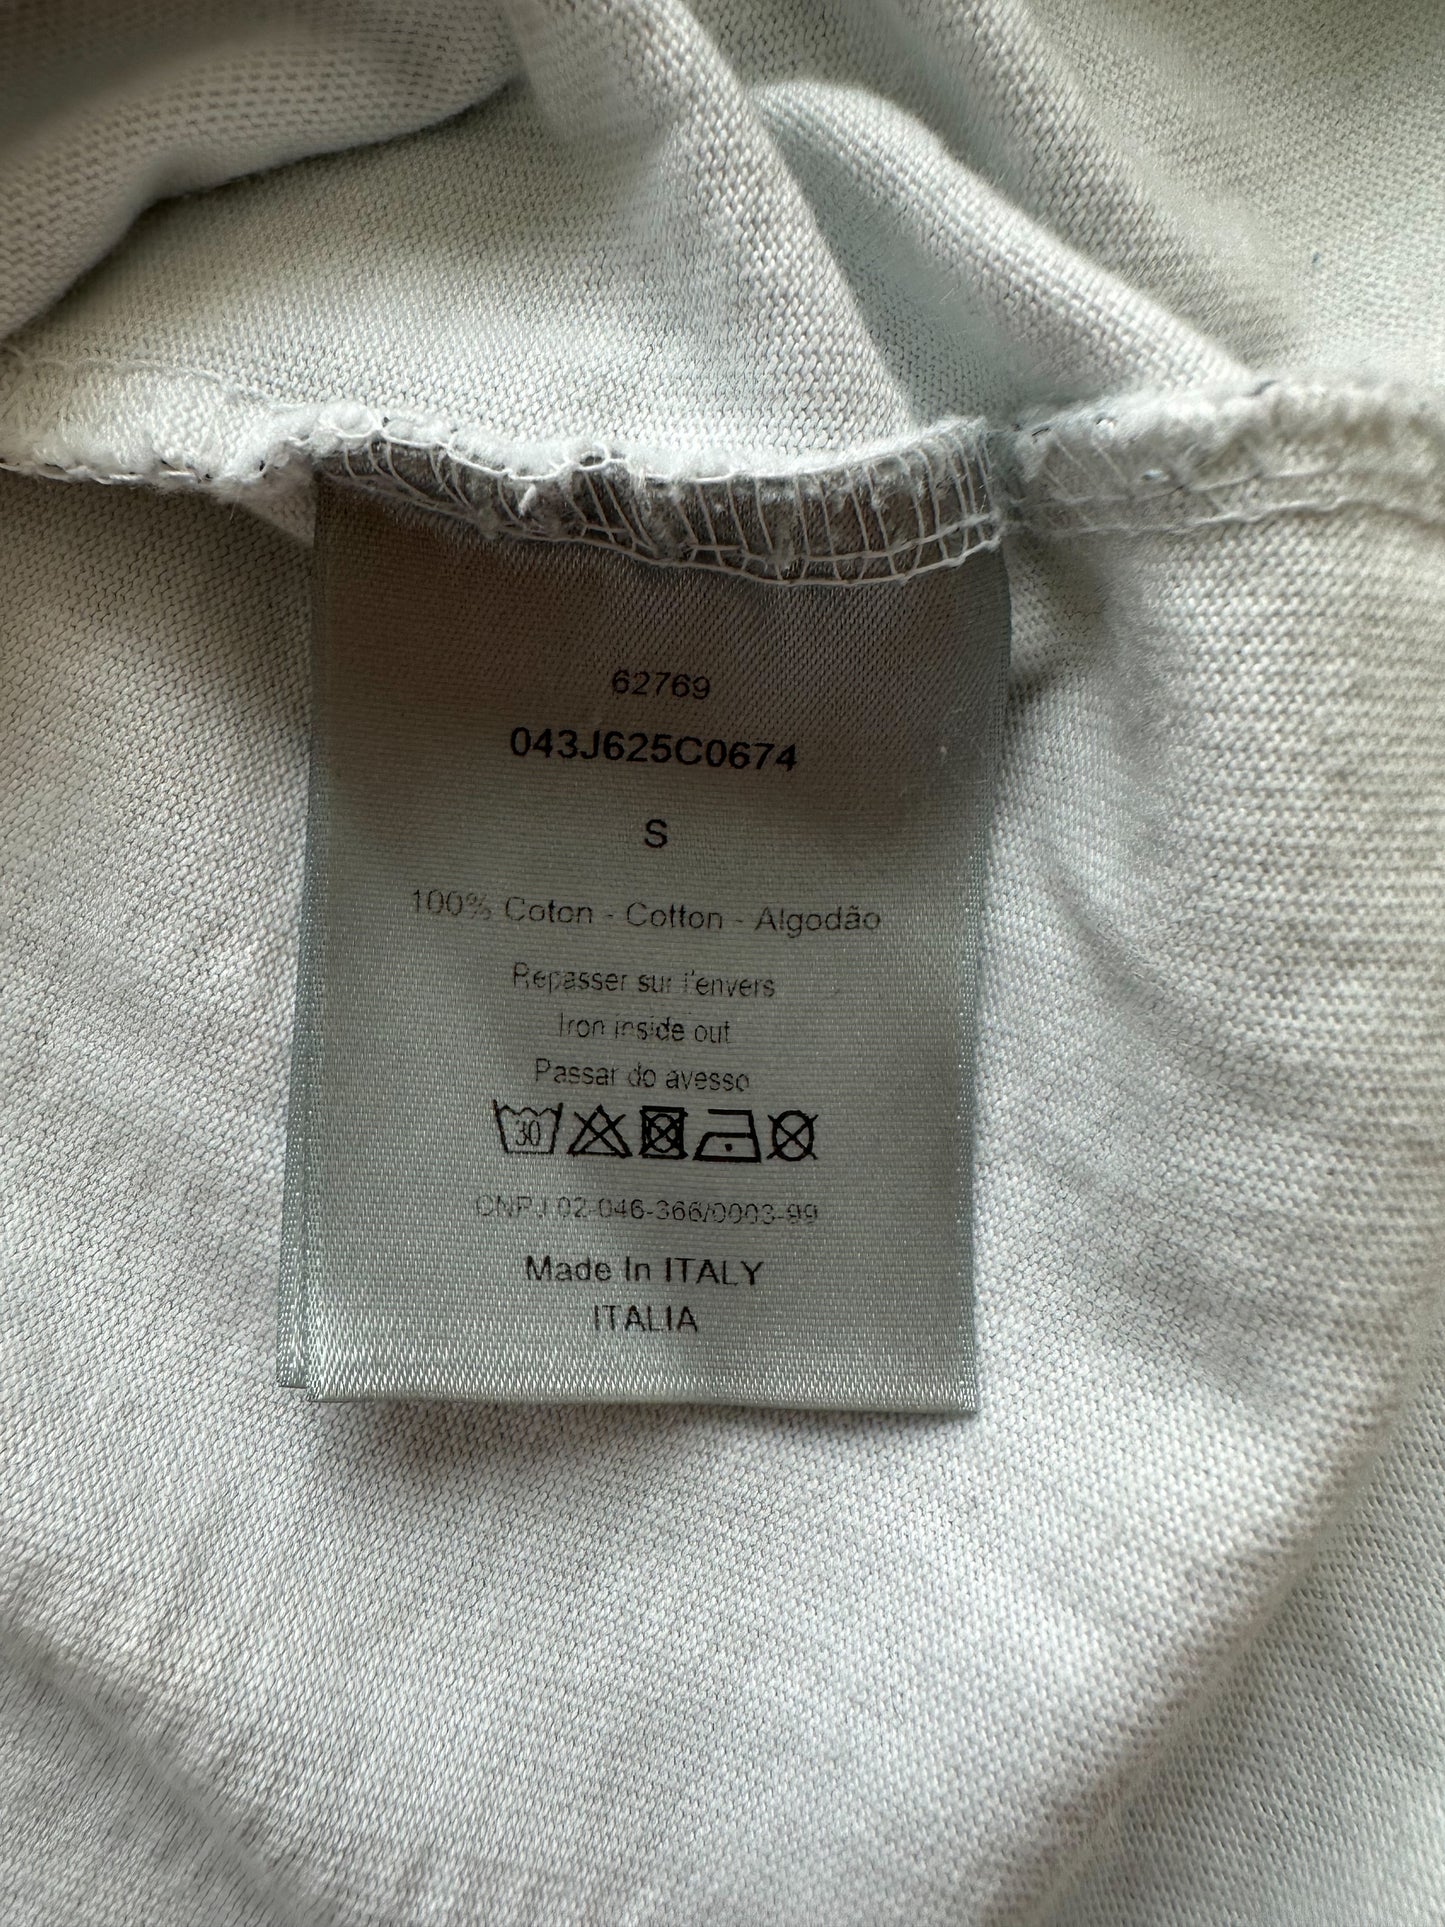 62769
043J625C0674
S
100% Coton - Cotton - Algodão
Repasser sur l'envers
Iron inside out
Passar do avesso
30
CNPJ 02-046-366/0003-99
Made In ITALY
ITALIA